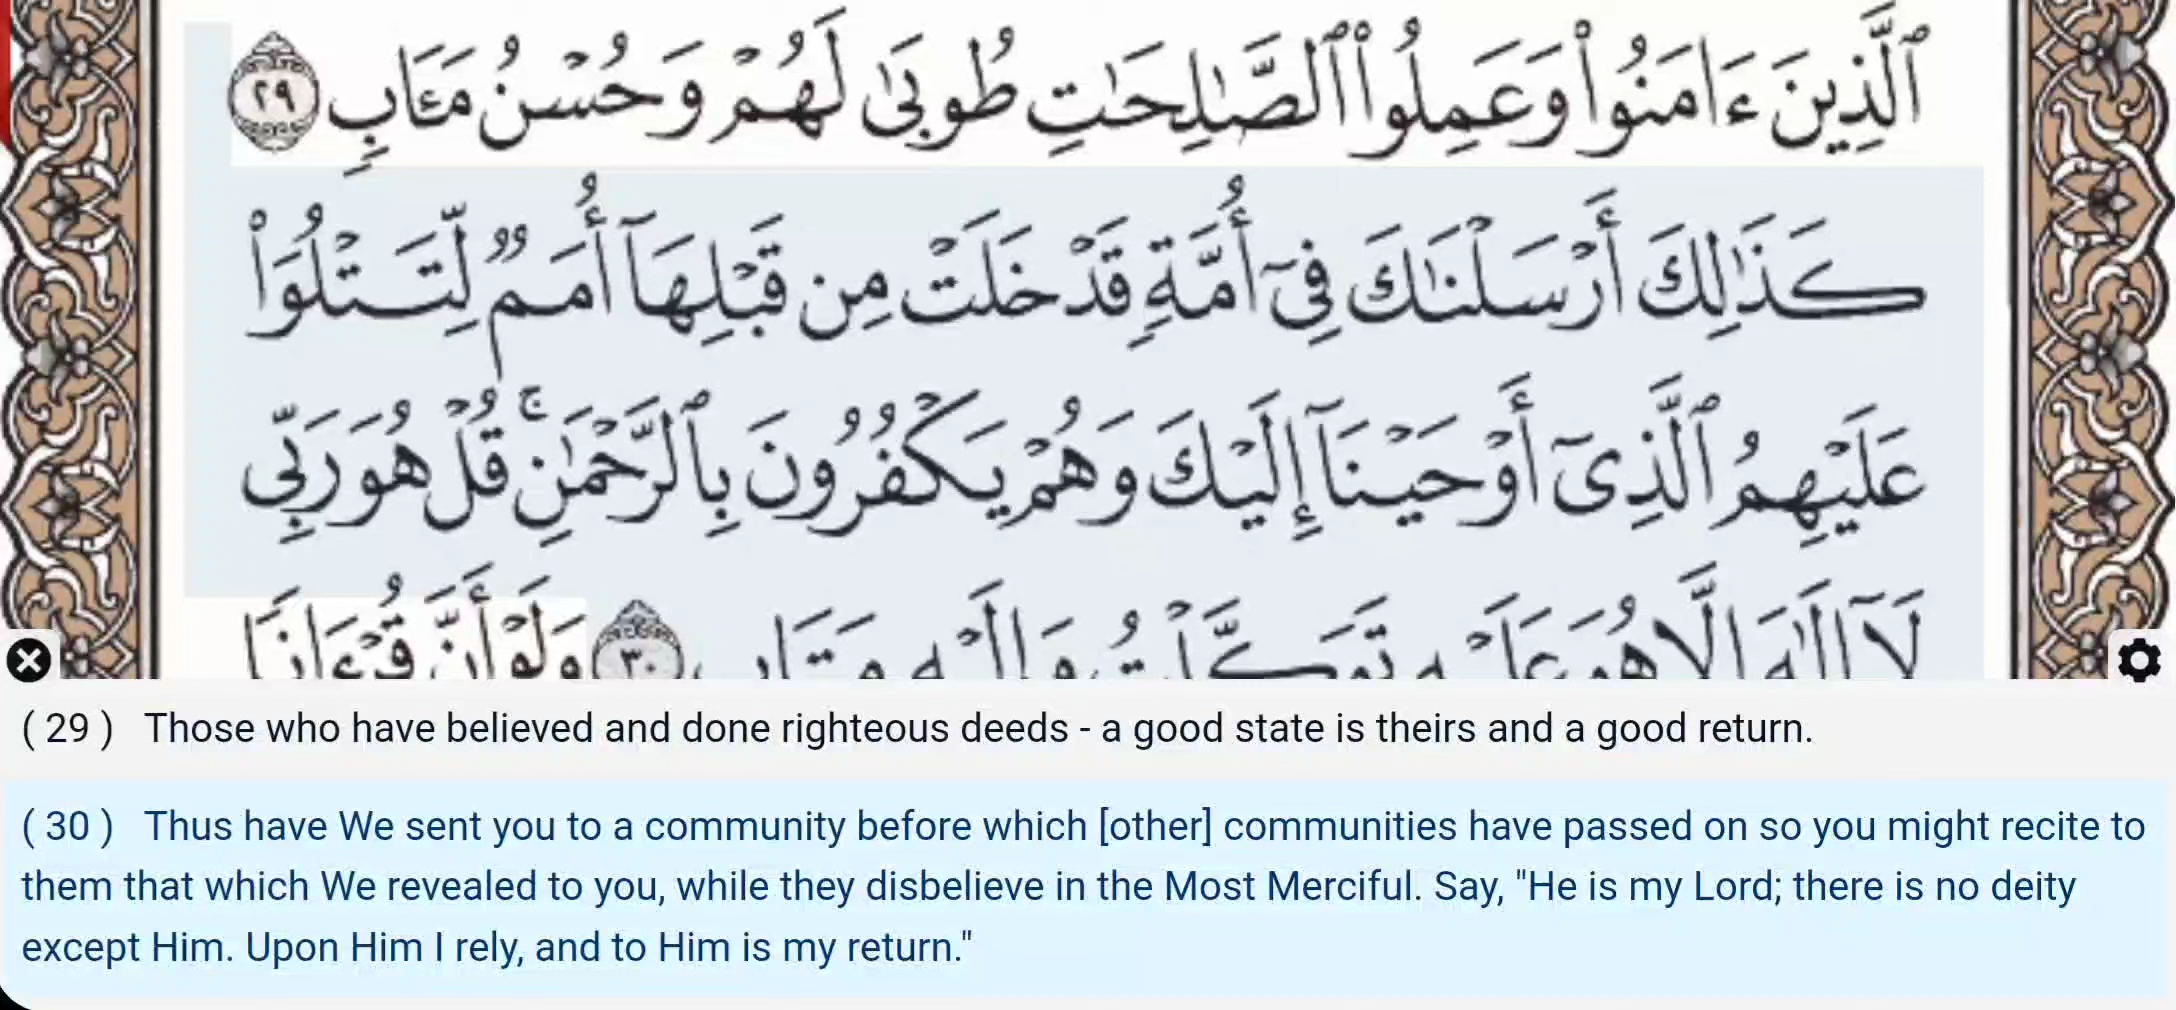 ٱلَّذِينَ ءَامَنُوا۟ وَعَمِلُوا۟ ٱلصَّـٰلِحَـٰتِ طُوبَىٰ لَهُمْ وَحُسْنُ مَـَٔابٍ ٢٩
كَذَٰلِكَ أَرْسَلْنَـٰكَ فِىٓ أُمَّةٍ قَدْ خَلَتْ مِن قَبْلِهَآ أُمَمٌ لِّتَتْلُوَا۟
عَلَيْهِمُ ٱلَّذِىٓ أَوْحَيْنَآ إِلَيْكَ وَهُمْ يَكْفُرُونَ بِٱلرَّحْمَـٰنِ ۚ قُلْ هُوَ رَبِّى
لَآ إِلَـٰهَ إِلَّا هُوَ عَلَيْهِ تَوَكَّلْتُ وَإِلَيْهِ مَتَابِ ٣٠ وَلَوْ أَنَّ قُرْءَانًا
( 29 ) Those who have believed and done righteous deeds - a good state is theirs and a good return.
( 30 ) Thus have We sent you to a community before which [other] communities have passed on so you might recite to
them that which We revealed to you, while they disbelieve in the Most Merciful. Say, "He is my Lord; there is no deity
except Him. Upon Him I rely, and to Him is my return."